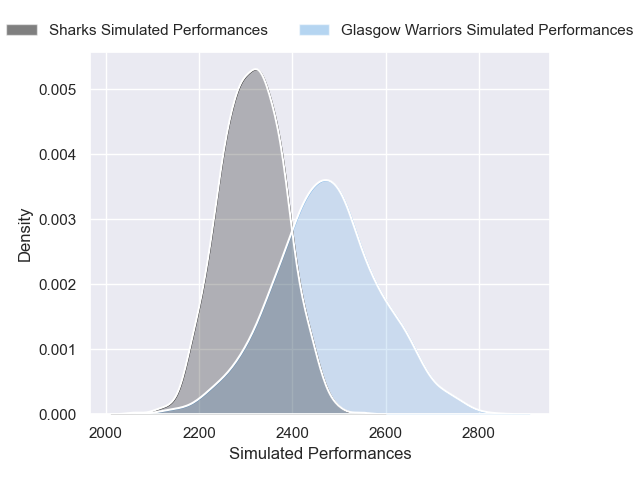 Sharks Simulated Performances
Glasgow Warriors Simulated Performances
0.005
0.004
0.003
0.002
0.001
0.000
Density
2000
2200
2400
2600
2800
Simulated Performances